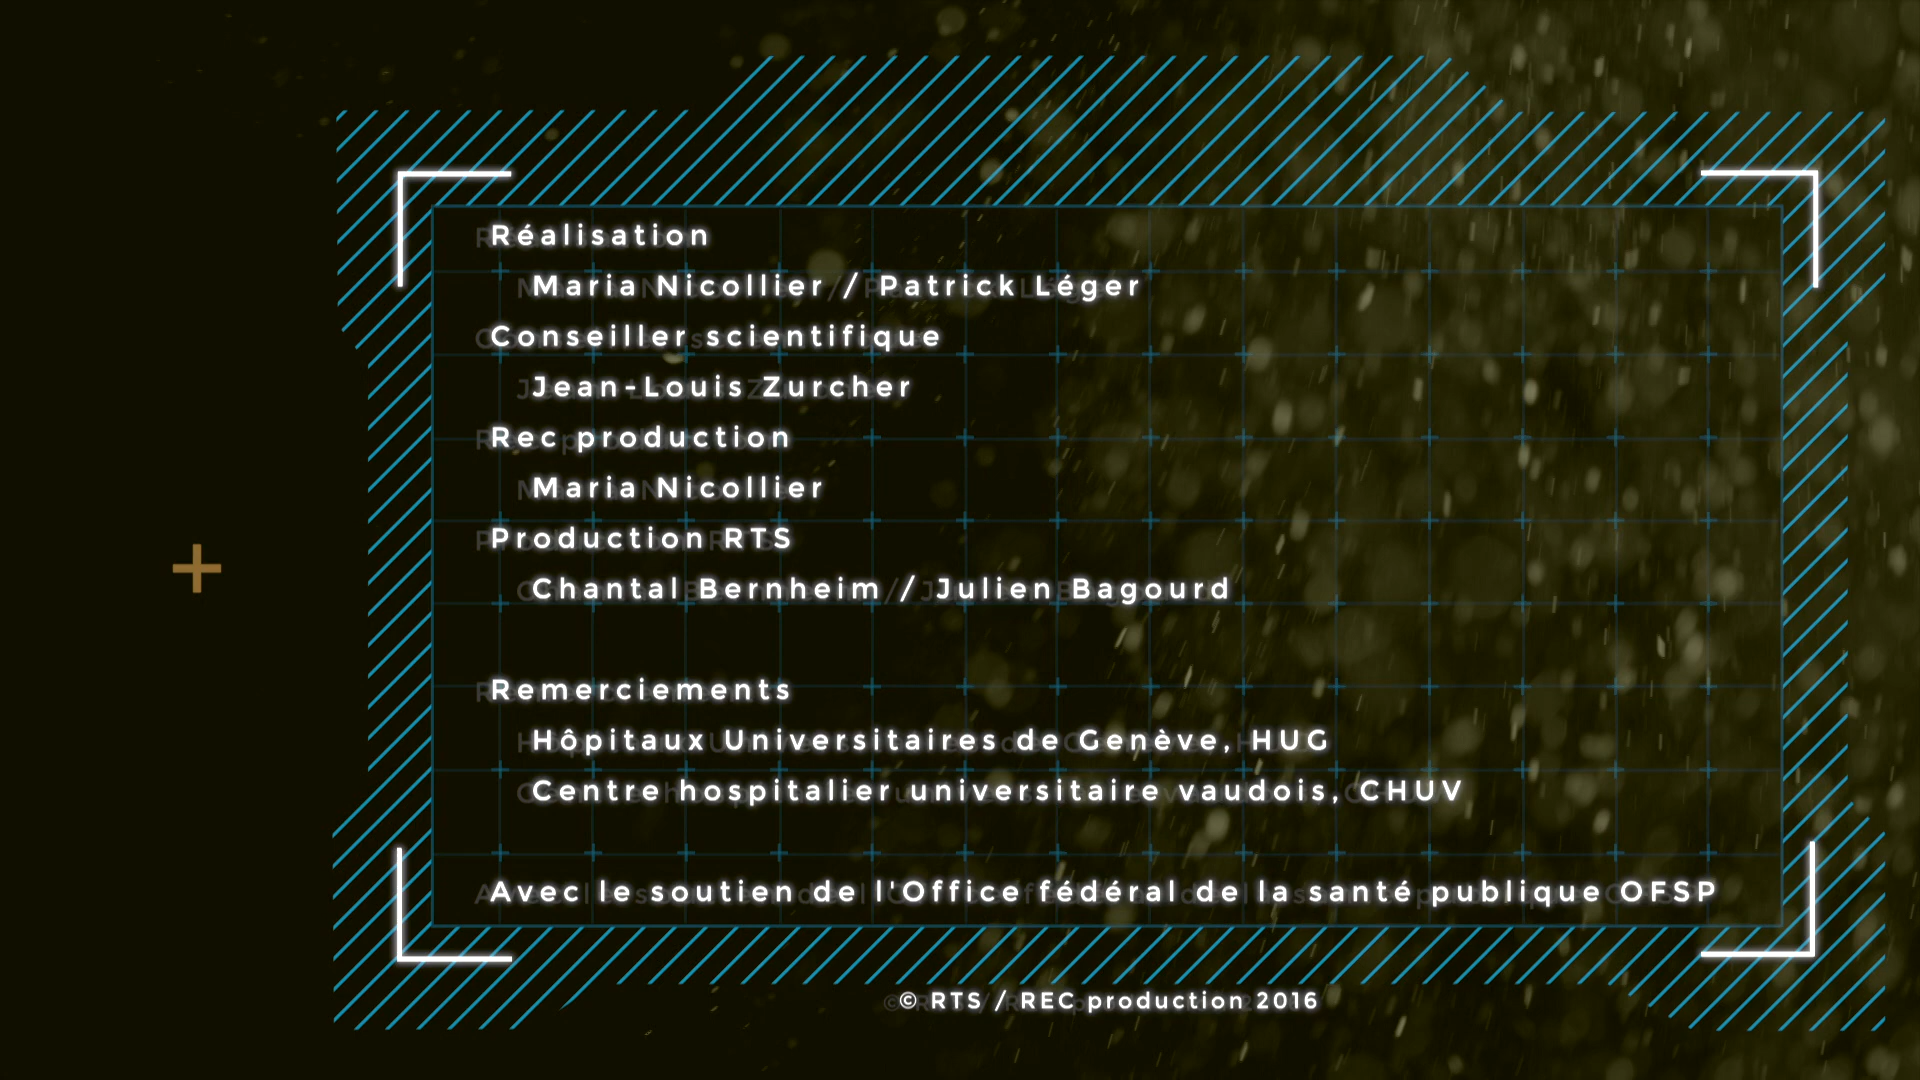 Réalisation
Maria Nicollier / Patrick Léger
Conseiller scientifique
Jean-Louis Zurcher
Rec production
Maria Nicollier
Production RTS
Chantal Bernheim / Julien Bagourd
Remerciements
Hôpitaux Universitaires de Genève, HUG
Centre hospitalier universitaire vaudois, CHUV
Avec le soutien de l'Office fédéral de la santé publique OFSP
© RTS / REC production 2016